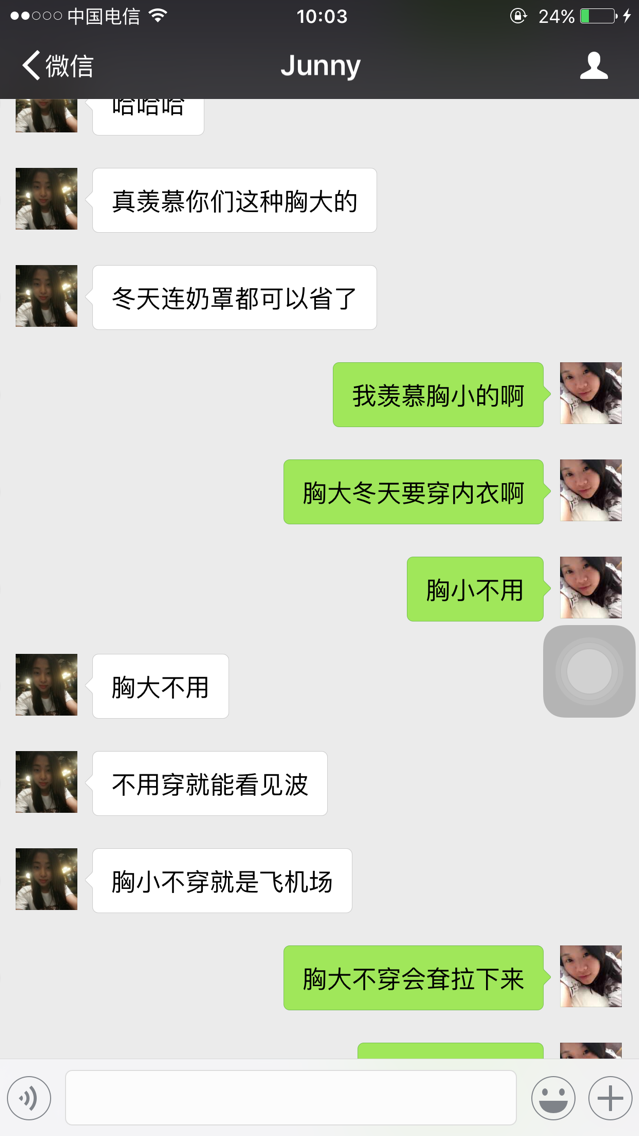 中国电信 10:03 24%
微信 Junny
哈哈哈
真羡慕你们这种胸大的
冬天连奶罩都可以省了
我羡慕胸小的啊
胸大冬天要穿内衣啊
胸小不用
胸大不用
不用穿就能看见波
胸小不穿就是飞机场
胸大不穿会耷拉下来